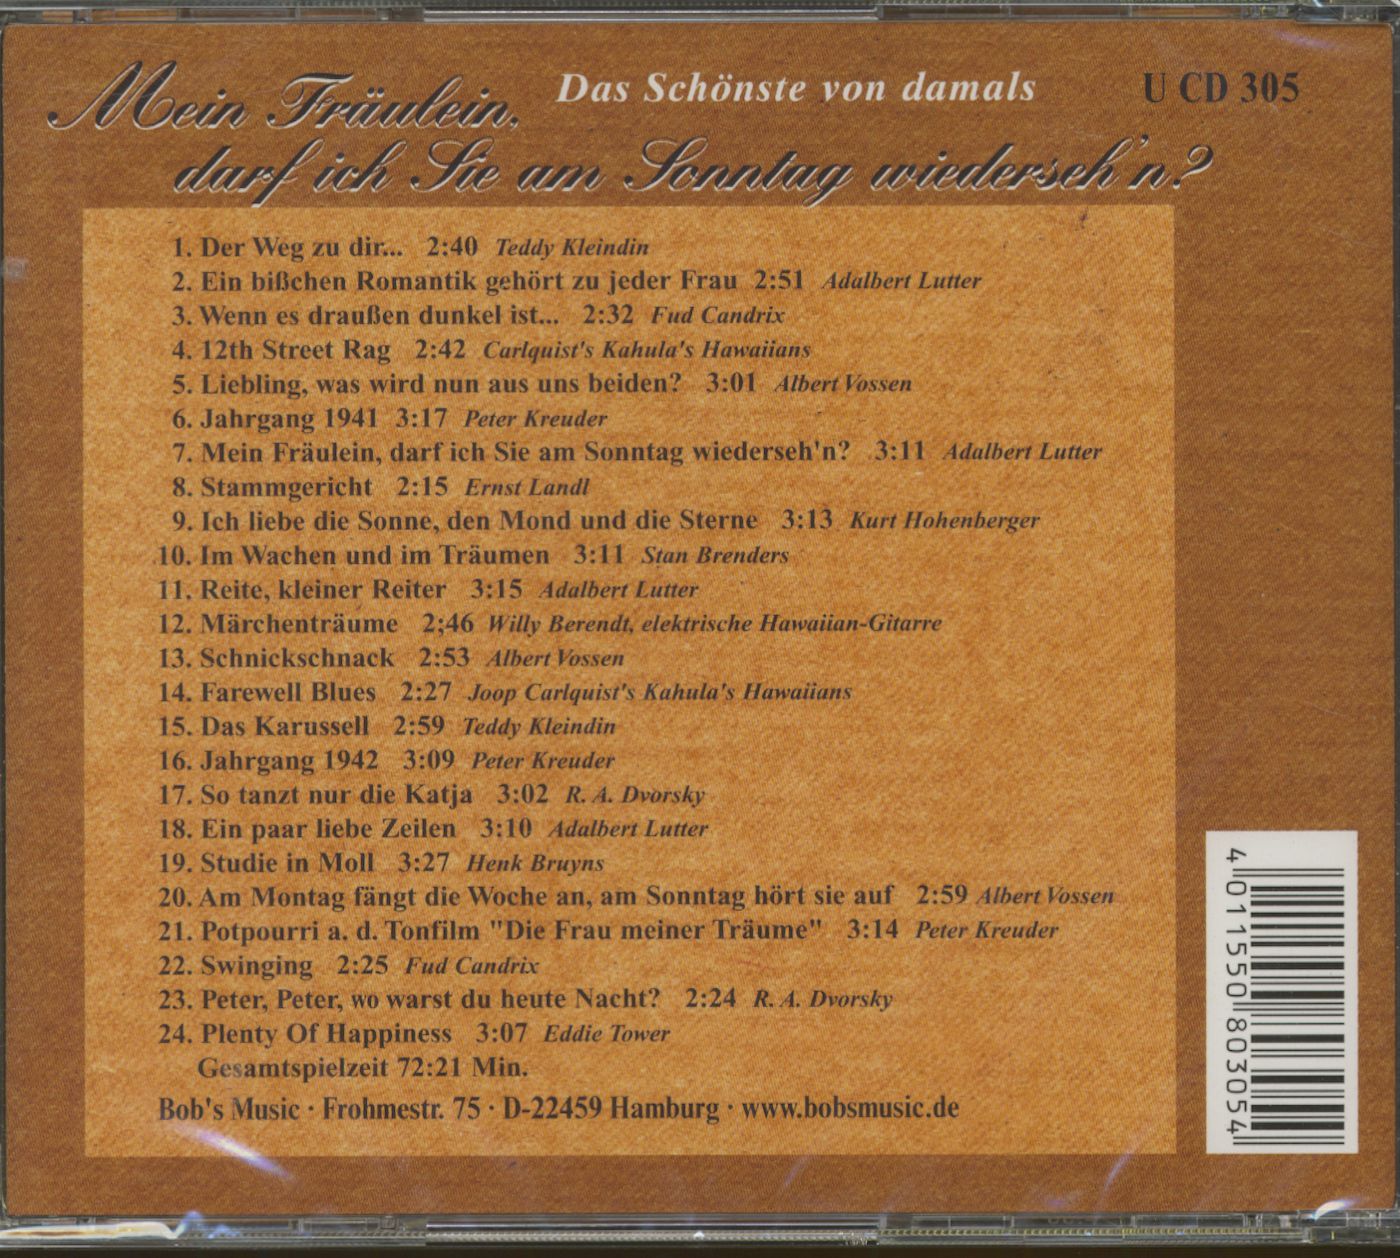 Das Schönste von damals
U CD 305
Mein Fräulein,
darf ich Sie am Sonntag wiederseh'n?
1. Der Weg zu dir... 2:40 Teddy Kleindin
2. Ein bißchen Romantik gehört zu jeder Frau 2:51 Adalbert Lutter
3. Wenn es draußen dunkel ist... 2:32 Fud Candrix
4. 12th Street Rag 2:42 Carlquist's Kahula's Hawaiians
5. Liebling, was wird nun aus uns beiden? 3:01 Albert Vossen
6. Jahrgang 1941 3:17 Peter Kreuder
7. Mein Fräulein, darf ich Sie am Sonntag wiederseh'n? 3:11 Adalbert Lutter
8. Stammgericht 2:15 Ernst Landl
9. Ich liebe die Sonne, den Mond und die Sterne 3:13 Kurt Hohenberger
10. Im Wachen und im Träumen 3:11 Stan Brenders
11. Reite, kleiner Reiter 3:15 Adalbert Lutter
12. Märchenträume 2;46 Willy Berendt, elektrische Hawaiian-Gitarre
13. Schnickschnack 2:53 Albert Vossen
14. Farewell Blues 2:27 Joop Carlquist's Kahula's Hawaiians
15. Das Karussell 2:59 Teddy Kleindin
16. Jahrgang 1942 3:09 Peter Kreuder
17. So tanzt nur die Katja 3:02 R. A. Dvorsky
18. Ein paar liebe Zeilen 3:10 Adalbert Lutter
19. Studie in Moll 3:27 Henk Bruyns
20. Am Montag fängt die Woche an, am Sonntag hört sie auf 2:59 Albert Vossen
21. Potpourri a. d. Tonfilm "Die Frau meiner Träume" 3:14 Peter Kreuder
22. Swinging 2:25 Fud Candrix
23. Peter, Peter, wo warst du heute Nacht? 2:24 R. A. Dvorsky
24. Plenty Of Happiness 3:07 Eddie Tower
Gesamtspielzeit 72:21 Min.
Bob's Music · Frohmestr. 75 · D-22459 Hamburg · www.bobsmusic.de
4 011550 803054